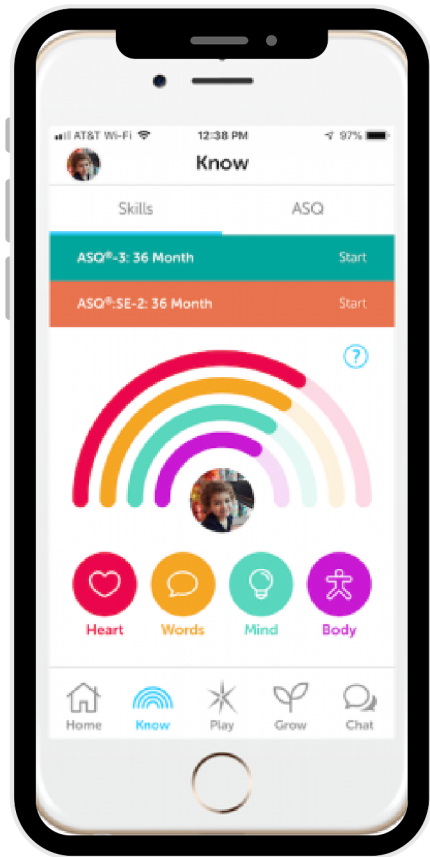 AT&T Wi-Fi 12:38 PM 97%
Know
Skills ASQ
ASQ®-3: 36 Month Start
ASQ®:SE-2: 36 Month Start
?
Heart Words Mind Body
Home Know Play Grow Chat